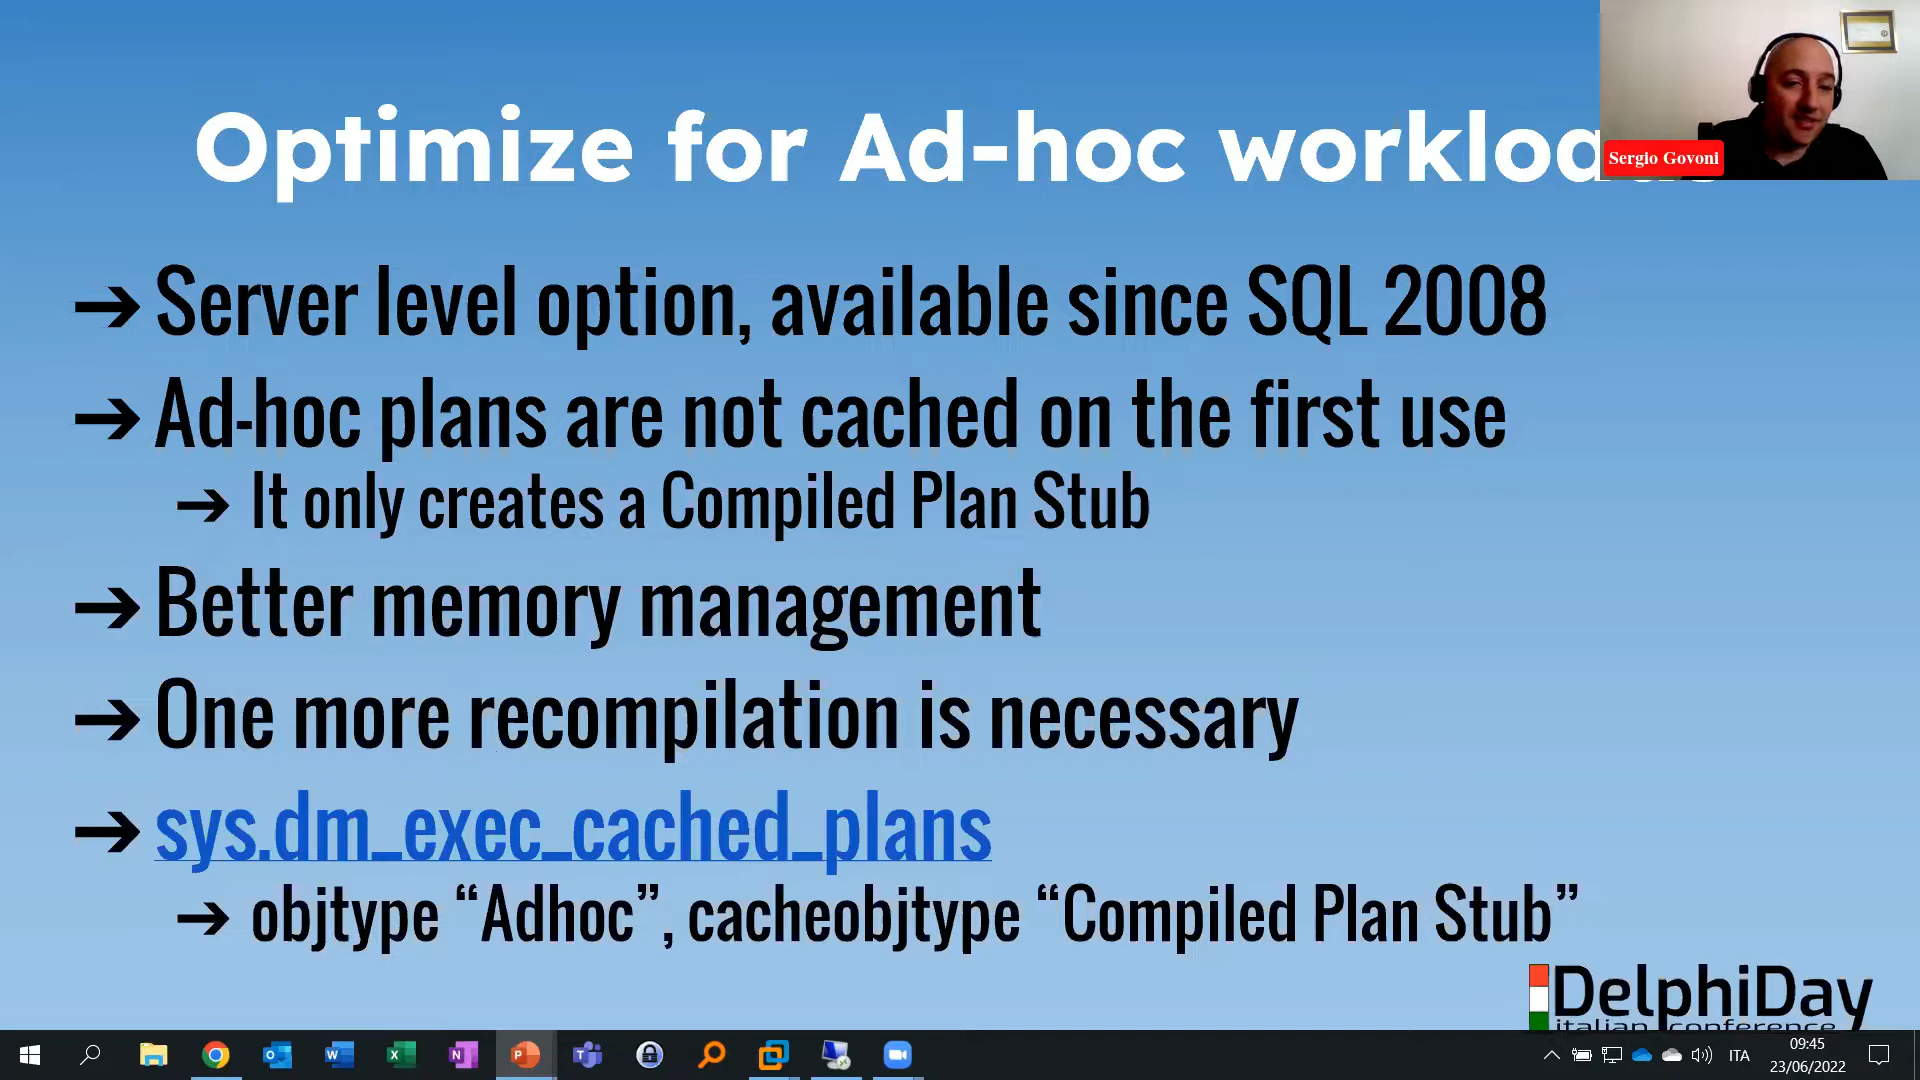 Optimize for Ad-hoc
Sergio Govoni
➔ Server level option, available since SQL 2008
➔ Ad-hoc plans are not cached on the first use
➔ It only creates a Compiled Plan Stub
➔ Better memory management
➔ One more recompilation is necessary
➔ sys.dm_exec_cached_plans
➔ objtype “Adhoc”, cacheobjtype “Compiled Plan Stub”
DelphiDay
italian conference
09:45
ITA
23/06/2022